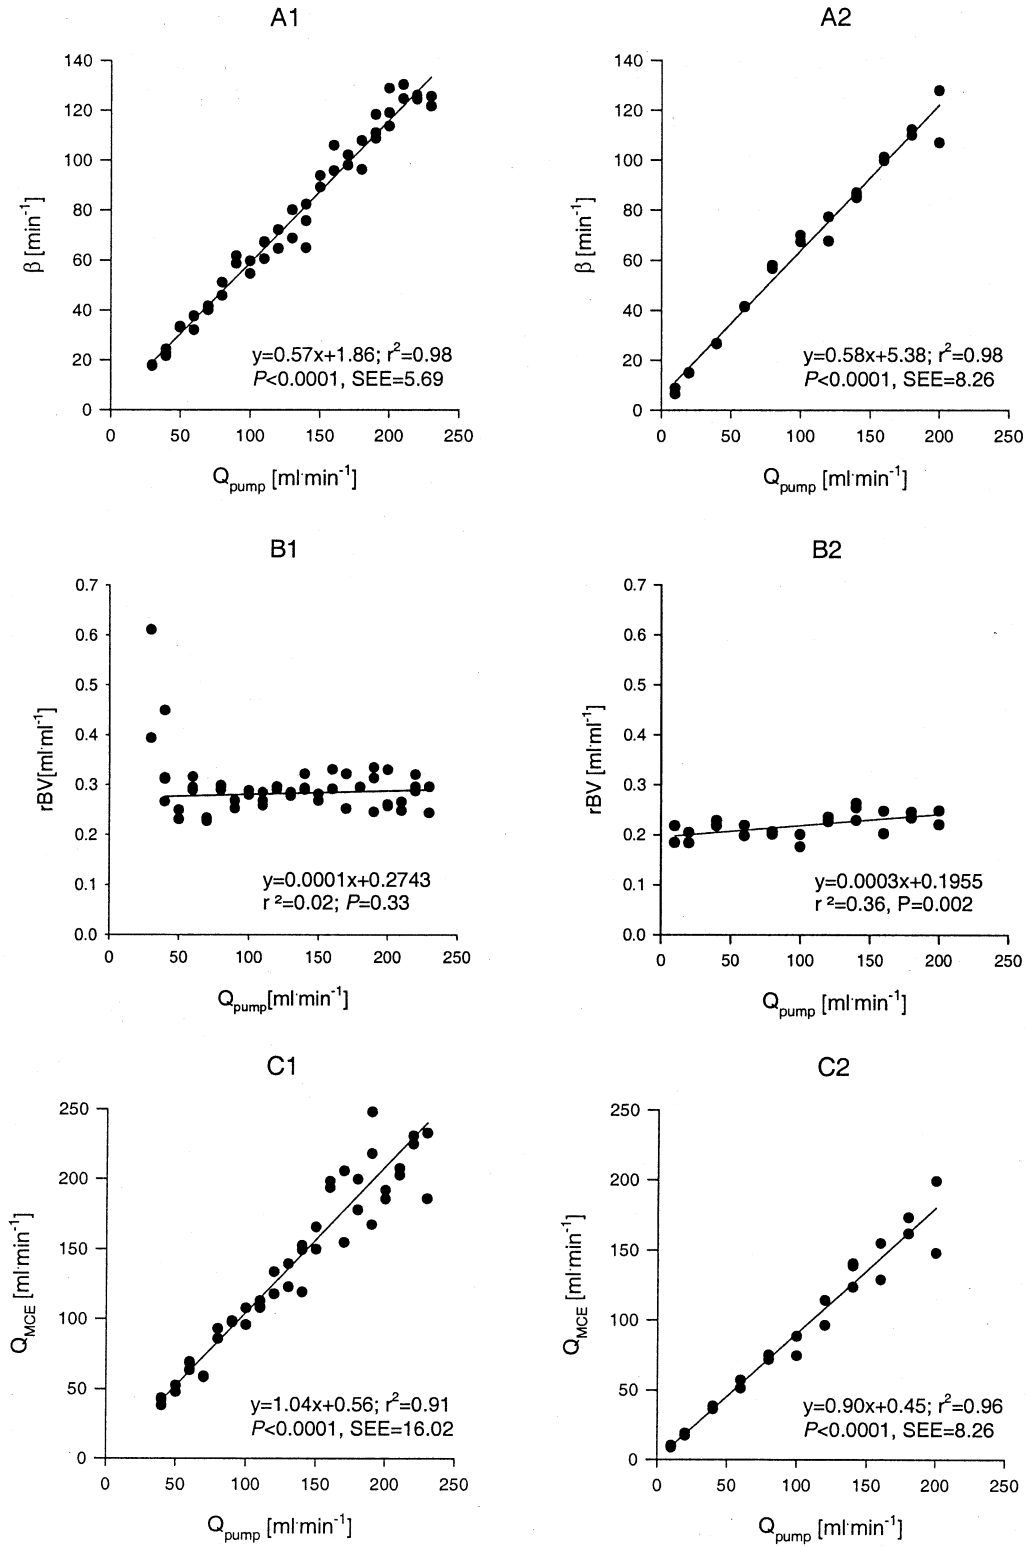 A1
A2
140
120
100
80
60
40
20
0
β [min⁻¹]
y=0.57x+1.86; r²=0.98
P<0.0001, SEE=5.69
0 50 100 150 200 250
Qpump [ml·min⁻¹]
140
120
100
80
60
40
20
0
β [min⁻¹]
y=0.58x+5.38; r²=0.98
P<0.0001, SEE=8.26
0 50 100 150 200 250
Qpump [ml·min⁻¹]
B1
B2
0.7
0.6
0.5
0.4
0.3
0.2
0.1
0.0
rBV[ml·ml⁻¹]
y=0.0001x+0.2743
r ²=0.02; P=0.33
0 50 100 150 200 250
Qpump[ml·min⁻¹]
0.7
0.6
0.5
0.4
0.3
0.2
0.1
0.0
rBV [ml·ml⁻¹]
y=0.0003x+0.1955
r ²=0.36, P=0.002
0 50 100 150 200 250
Qpump [ml·min⁻¹]
C1
C2
250
200
150
100
50
0
QMCE [ml·min⁻¹]
y=1.04x+0.56; r²=0.91
P<0.0001, SEE=16.02
0 50 100 150 200 250
Qpump [ml·min⁻¹]
250
200
150
100
50
0
QMCE [ml·min⁻¹]
y=0.90x+0.45; r²=0.96
P<0.0001, SEE=8.26
0 50 100 150 200 250
Qpump [ml·min⁻¹]